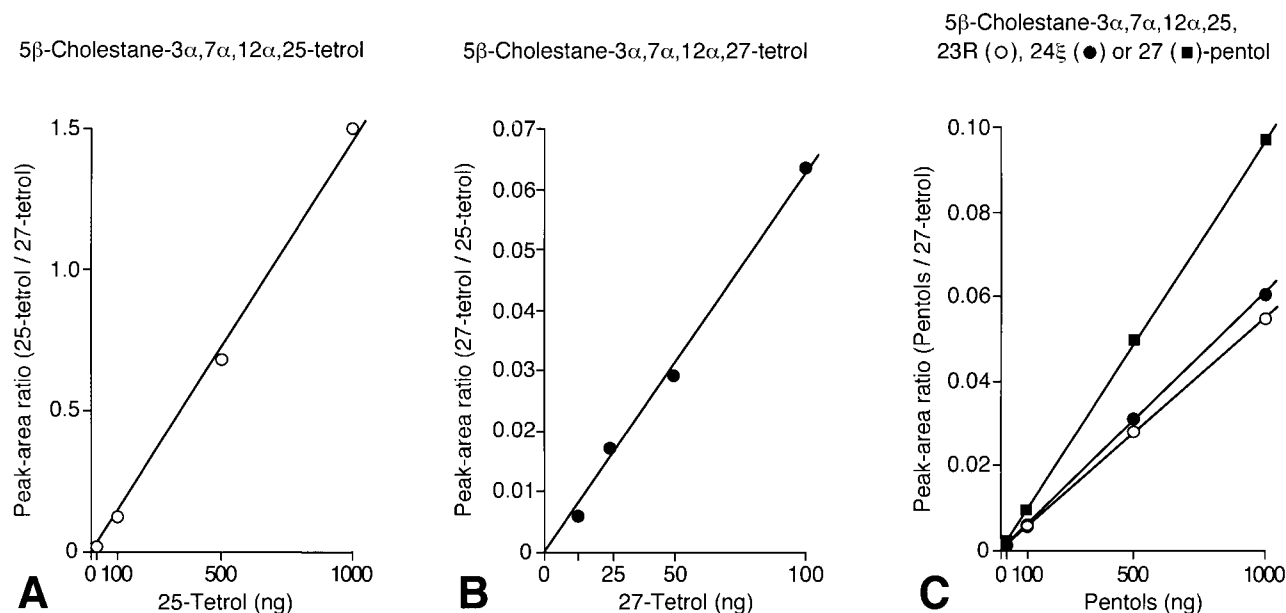 5β-Cholestane-3α,7α,12α,25-tetrol
Peak-area ratio (25-tetrol / 27-tetrol)
1.5
1.0
0.5
0
0 100 500 1000
25-Tetrol (ng)
A
5β-Cholestane-3α,7α,12α,27-tetrol
Peak-area ratio (27-tetrol / 25-tetrol)
0.07
0.06
0.05
0.04
0.03
0.02
0.01
0
0 25 50 100
27-Tetrol (ng)
B
5β-Cholestane-3α,7α,12α,25,
23R (○), 24ξ (●) or 27 (■)-pentol
Peak-area ratio (Pentols / 27-tetrol)
0.10
0.08
0.06
0.04
0.02
0
0 100 500 1000
Pentols (ng)
C